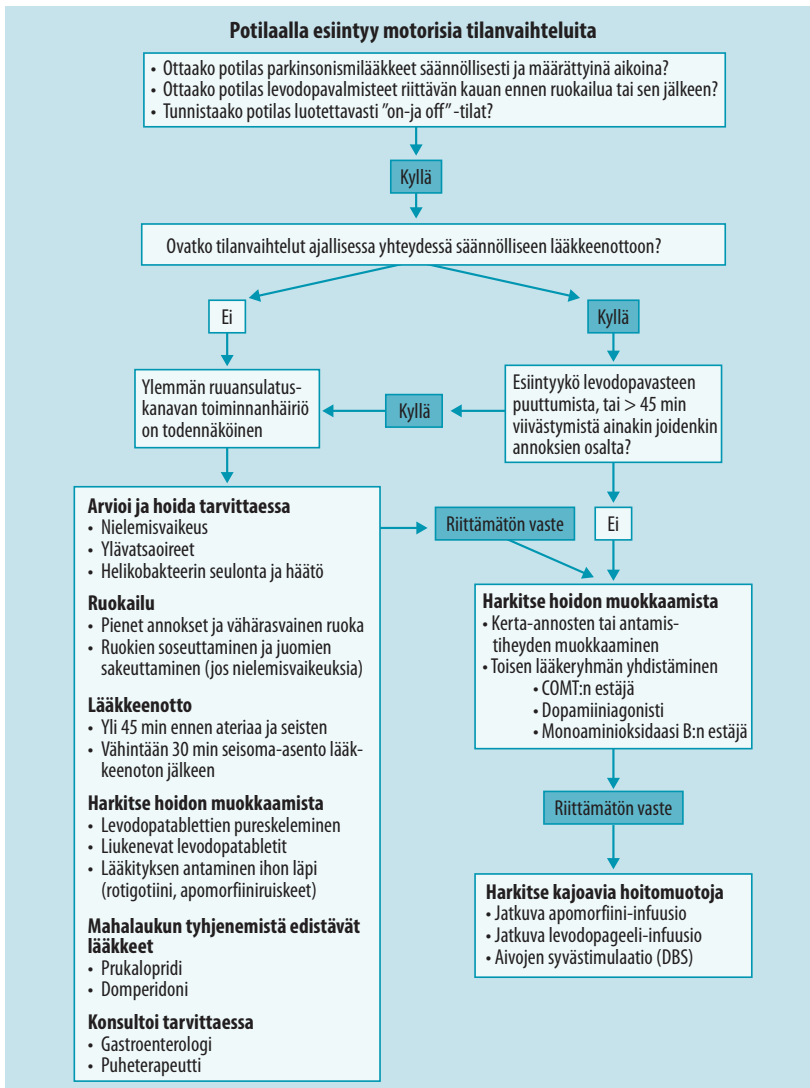 Potilaalla esiintyy motorisia tilanvaihteluita
• Ottaako potilas parkinsonismilääkkeet säännöllisesti ja määrättyinä aikoina?
• Ottaako potilas levodopavalmisteet riittävän kauan ennen ruokailua tai sen jälkeen?
• Tunnistaako potilas luotettavasti ”on-ja off” -tilat?
Kyllä
Ovatko tilanvaihtelut ajallisessa yhteydessä säännölliseen lääkkeenottoon?
Ei
Kyllä
Ylemmän ruuansulatus-
kanavan toiminnanhäiriö
on todennäköinen
Kyllä
Esiintyykö levodopavasteen
puuttumista, tai > 45 min
viivästymistä ainakin joidenkin
annoksien osalta?
Arvioi ja hoida tarvittaessa
• Nielemisvaikeus
• Ylävatsaoireet
• Helikobakteerin seulonta ja häätö
Ruokailu
• Pienet annokset ja vähärasvainen ruoka
• Ruokien soseuttaminen ja juomien
sakeuttaminen (jos nielemisvaikeuksia)
Lääkkeenotto
• Yli 45 min ennen ateriaa ja seisten
• Vähintään 30 min seisoma-asento lääk-
keenoton jälkeen
Harkitse hoidon muokkaamista
• Levodopatablettien pureskeleminen
• Liukenevat levodopatabletit
• Lääkityksen antaminen ihon läpi
(rotigotiini, apomorfiiniruiskeet)
Mahalaukun tyhjenemistä edistävät
lääkkeet
• Prukalopridi
• Domperidoni
Konsultoi tarvittaessa
• Gastroenterologi
• Puheterapeutti
Riittämätön vaste
Ei
Harkitse hoidon muokkaamista
• Kerta-annosten tai antamis-
tiheyden muokkaaminen
• Toisen lääkeryhmän yhdistäminen
• COMT:n estäjä
• Dopamiiniagonisti
• Monoaminioksidaasi B:n estäjä
Riittämätön vaste
Harkitse kajoavia hoitomuotoja
• Jatkuva apomorfiini-infuusio
• Jatkuva levodopageeli-infuusio
• Aivojen syvästimulaatio (DBS)